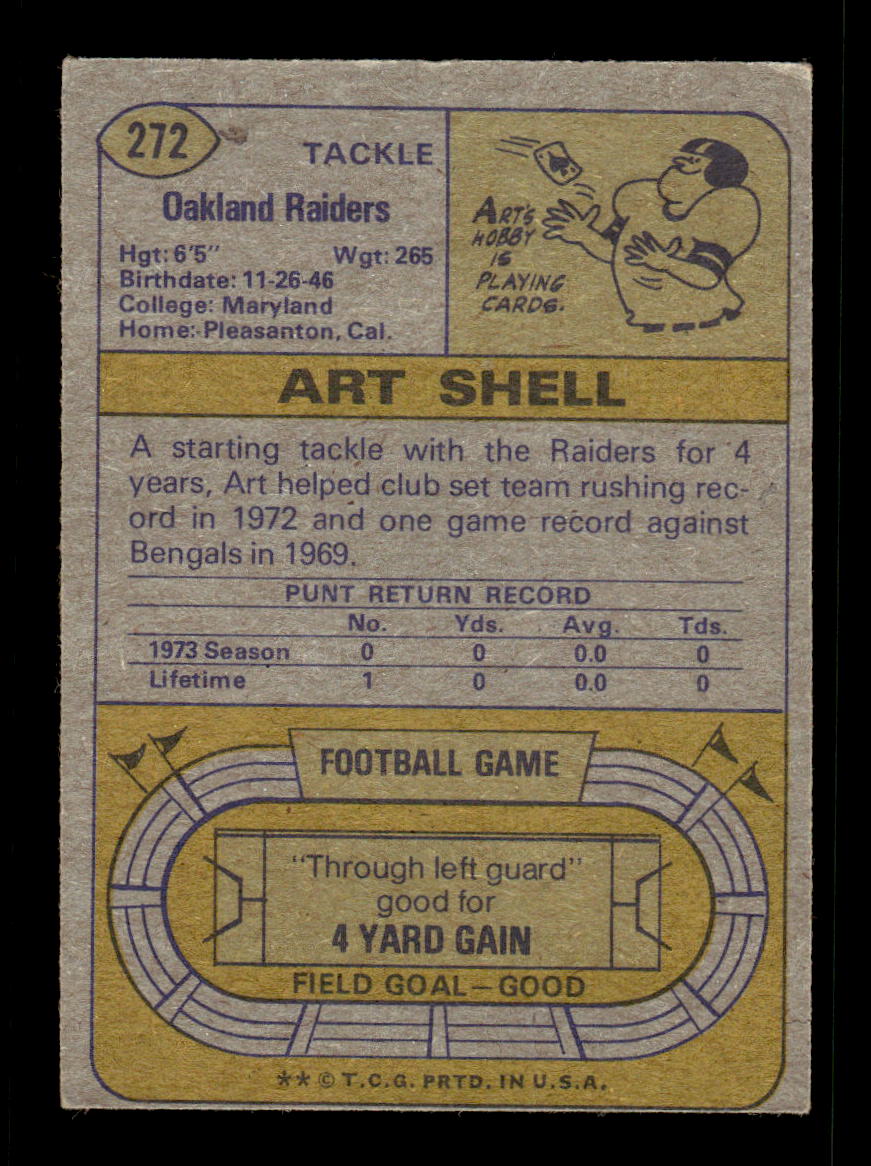 272
TACKLE
Oakland Raiders
Hgt: 6'5" Wgt: 265
Birthdate: 11-26-46
College: Maryland
Home: Pleasanton, Cal.
ART'S
HOBBY
IS
PLAYING
CARDS.
ART SHELL
A starting tackle with the Raiders for 4
years, Art helped club set team rushing rec-
ord in 1972 and one game record against
Bengals in 1969.
PUNT RETURN RECORD
No. Yds. Avg. Tds.
1973 Season 0 0 0.0 0
Lifetime 1 0 0.0 0
FOOTBALL GAME
"Through left guard"
good for
4 YARD GAIN
FIELD GOAL—GOOD
** © T.C.G. PRTD. IN U.S.A.